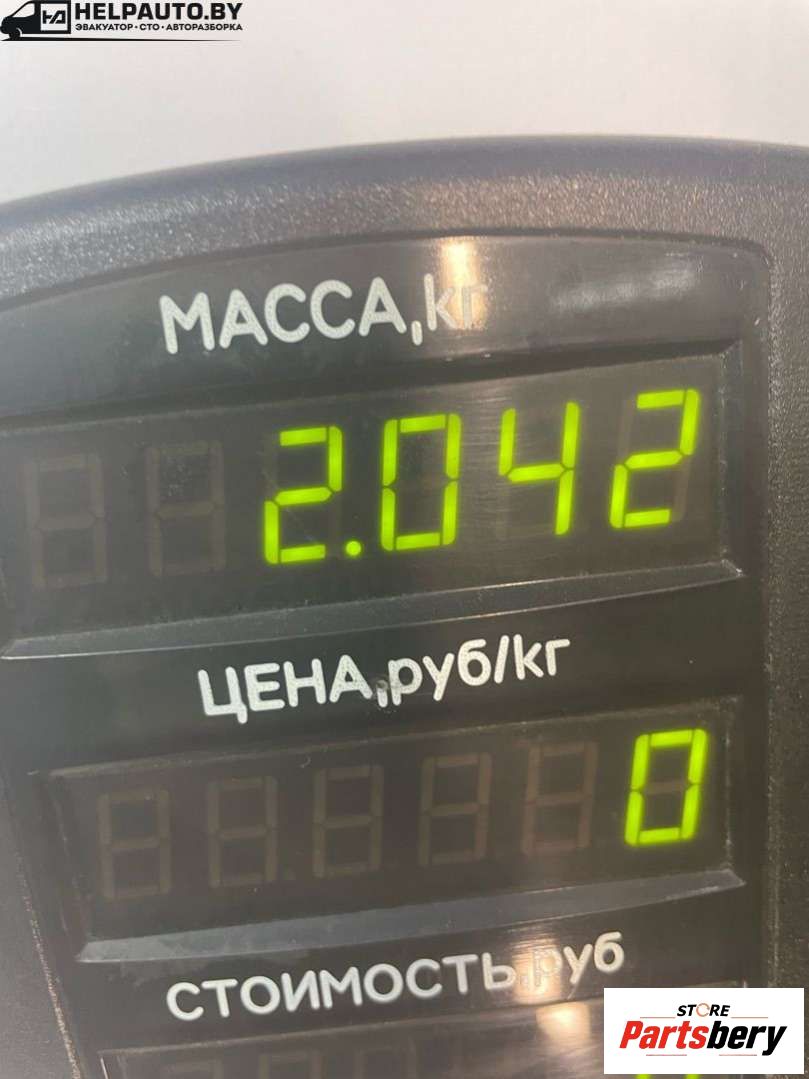 HELPAUTO.BY
ЭВАКУАТОР • СТО • АВТОРАЗБОРКА
МАССА,кг
2.042
ЦЕНА,руб/кг
0
СТОИМОСТЬ,руб
STORE
Partsbery